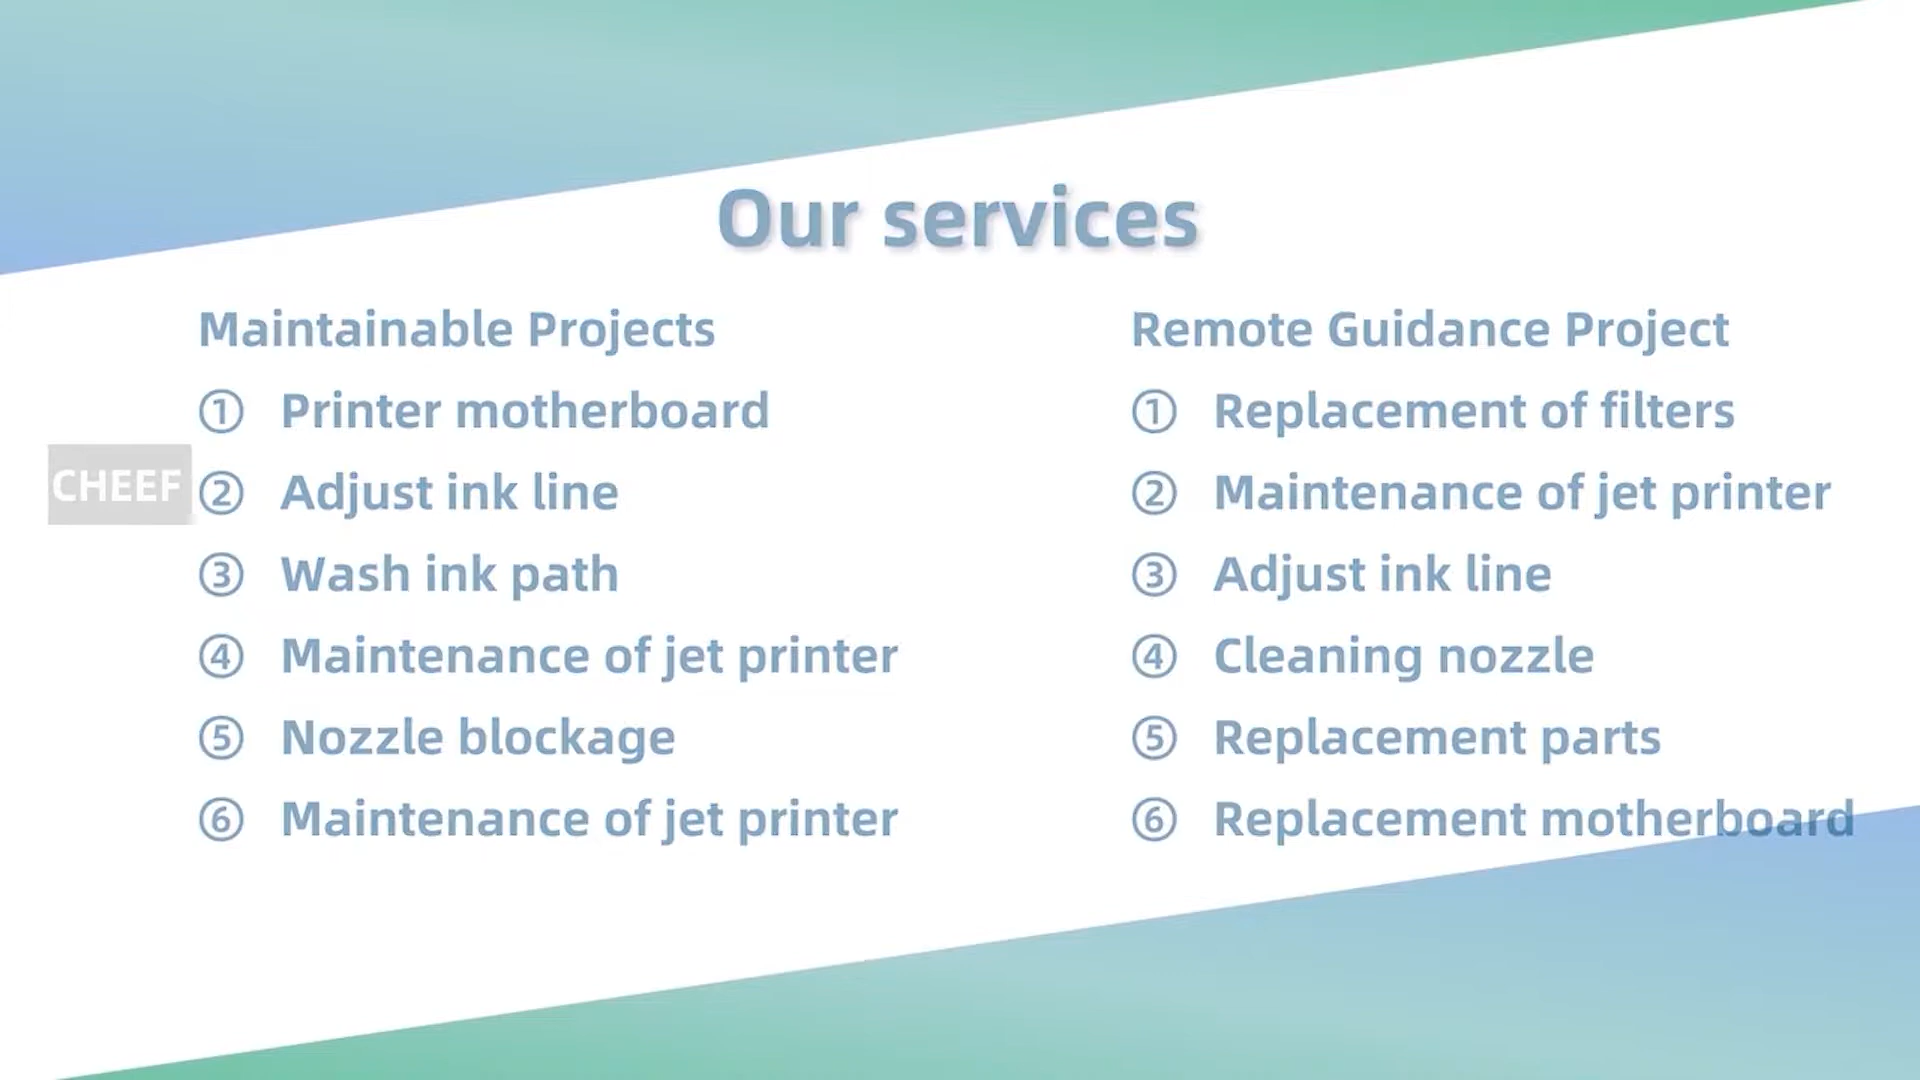 Our services
Maintainable Projects
① Printer motherboard
② Adjust ink line
③ Wash ink path
④ Maintenance of jet printer
⑤ Nozzle blockage
⑥ Maintenance of jet printer
Remote Guidance Project
① Replacement of filters
② Maintenance of jet printer
③ Adjust ink line
④ Cleaning nozzle
⑤ Replacement parts
⑥ Replacement motherboard
CHEEF